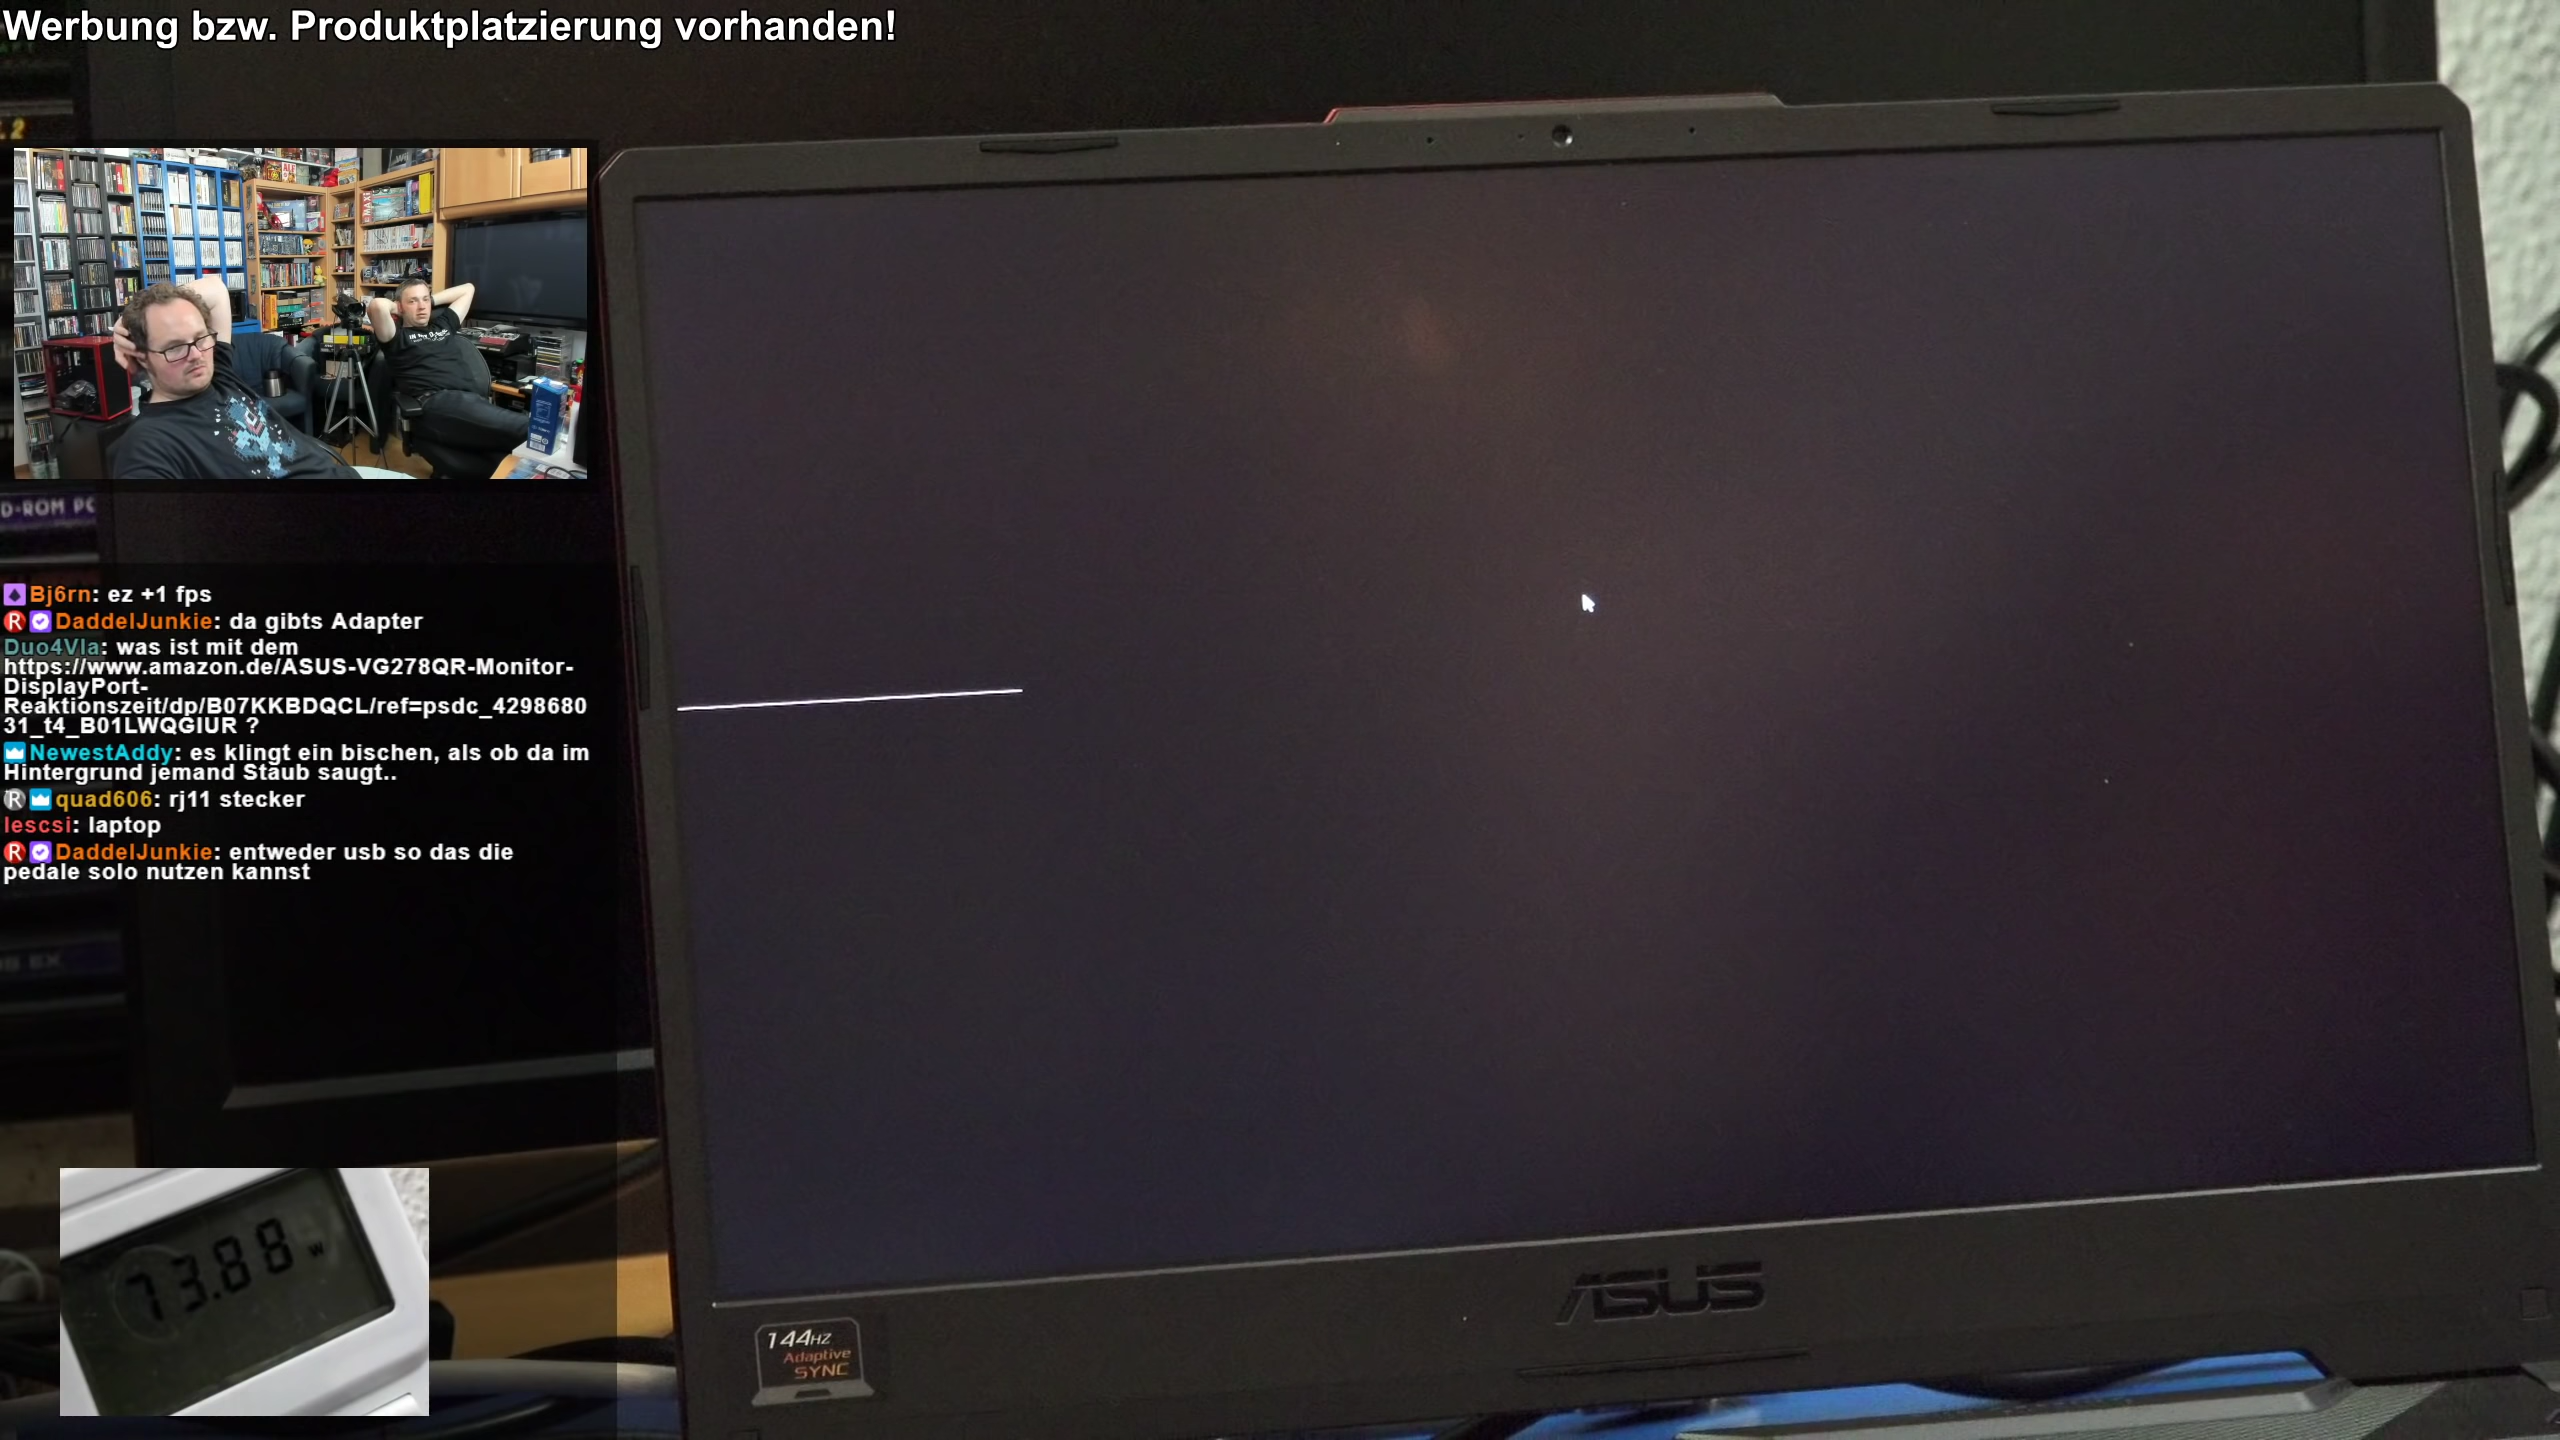 Werbung bzw. Produktplatzierung vorhanden!
D-ROM PC
Bj6rn: ez +1 fps
DaddelJunkie: da gibts Adapter
Duo4Vla: was ist mit dem
https://www.amazon.de/ASUS-VG278QR-Monitor-
DisplayPort-
Reaktionszeit/dp/B07KKBDQCL/ref=psdc_4298680
31_t4_B01LWQGIUR ?
NewestAddy: es klingt ein bischen, als ob da im
Hintergrund jemand Staub saugt..
quad606: rj11 stecker
lescsi: laptop
DaddelJunkie: entweder usb so das die
pedale solo nutzen kannst
73.88 W
ASUS
144HZ
Adaptive
SYNC